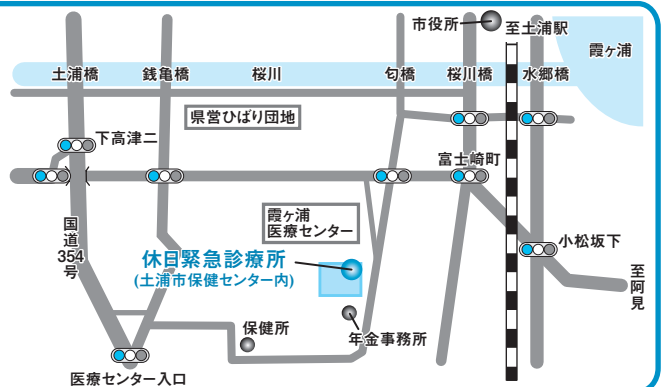 市役所
至土浦駅
霞ヶ浦
土浦橋
銭亀橋
桜川
匂橋
桜川橋
水郷橋
県営ひばり団地
下高津二
富士崎町
国道
354
号
霞ヶ浦
医療センター
小松坂下
休日緊急診療所
(土浦市保健センター内)
至
阿
見
保健所
年金事務所
医療センター入口